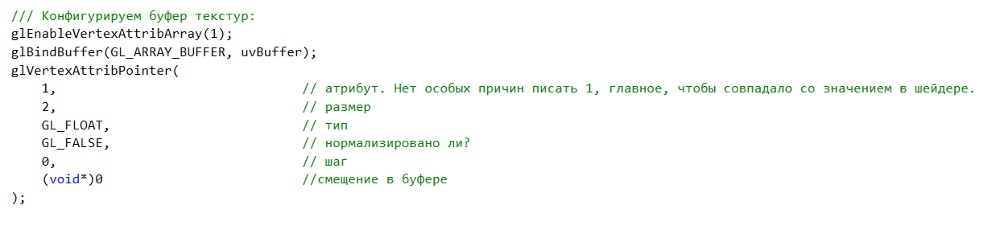 /// Конфигурируем буфер текстур:
glEnableVertexAttribArray(1);
glBindBuffer(GL_ARRAY_BUFFER, uvBuffer);
glVertexAttribPointer(
    1,                                // атрибут. Нет особых причин писать 1, главное, чтобы совпадало со значением в шейдере.
    2,                                // размер
    GL_FLOAT,                         // тип
    GL_FALSE,                         // нормализировано ли?
    0,                                // шаг
    (void*)0                          //смещение в буфере
);